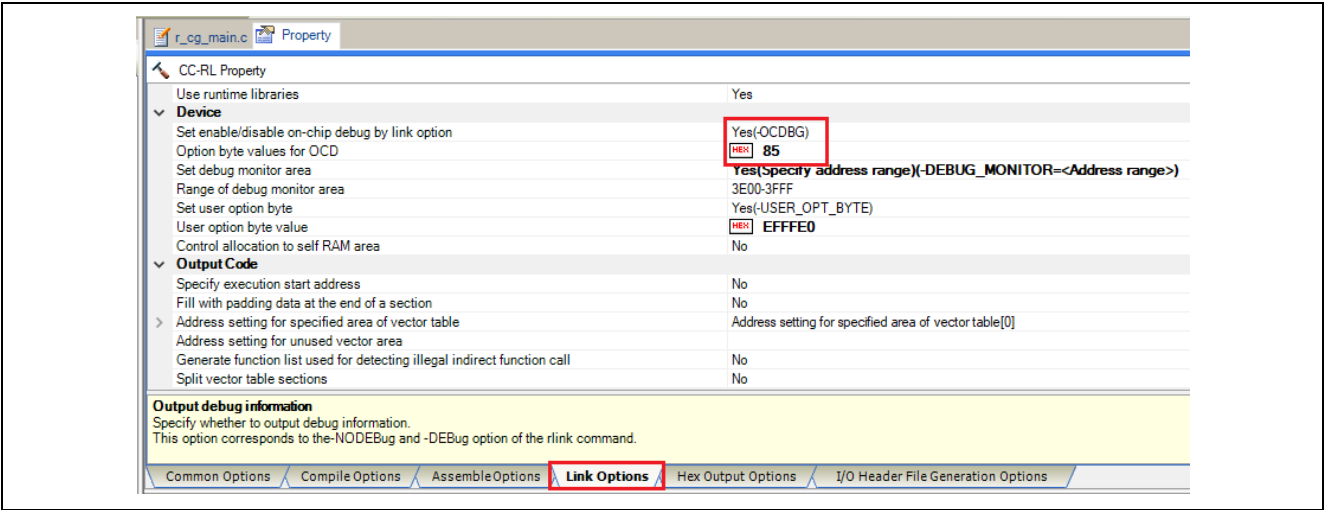 r_cg_main.c Property
CC-RL Property
Use runtime libraries Yes
Device
Set enable/disable on-chip debug by link option Yes(-OCDBG)
Option byte values for OCD HEX 85
Set debug monitor area Yes(Specify address range)(-DEBUG_MONITOR=<Address range>)
Range of debug monitor area 3E00-3FFF
Set user option byte Yes(-USER_OPT_BYTE)
User option byte value HEX EFFFE0
Control allocation to self RAM area No
Output Code
Specify execution start address No
Fill with padding data at the end of a section No
Address setting for specified area of vector table Address setting for specified area of vector table[0]
Address setting for unused vector area
Generate function list used for detecting illegal indirect function call No
Split vector table sections No
Output debug information
Specify whether to output debug information.
This option corresponds to the-NODEBug and -DEBug option of the rlink command.
Common Options Compile Options Assemble Options Link Options Hex Output Options I/O Header File Generation Options